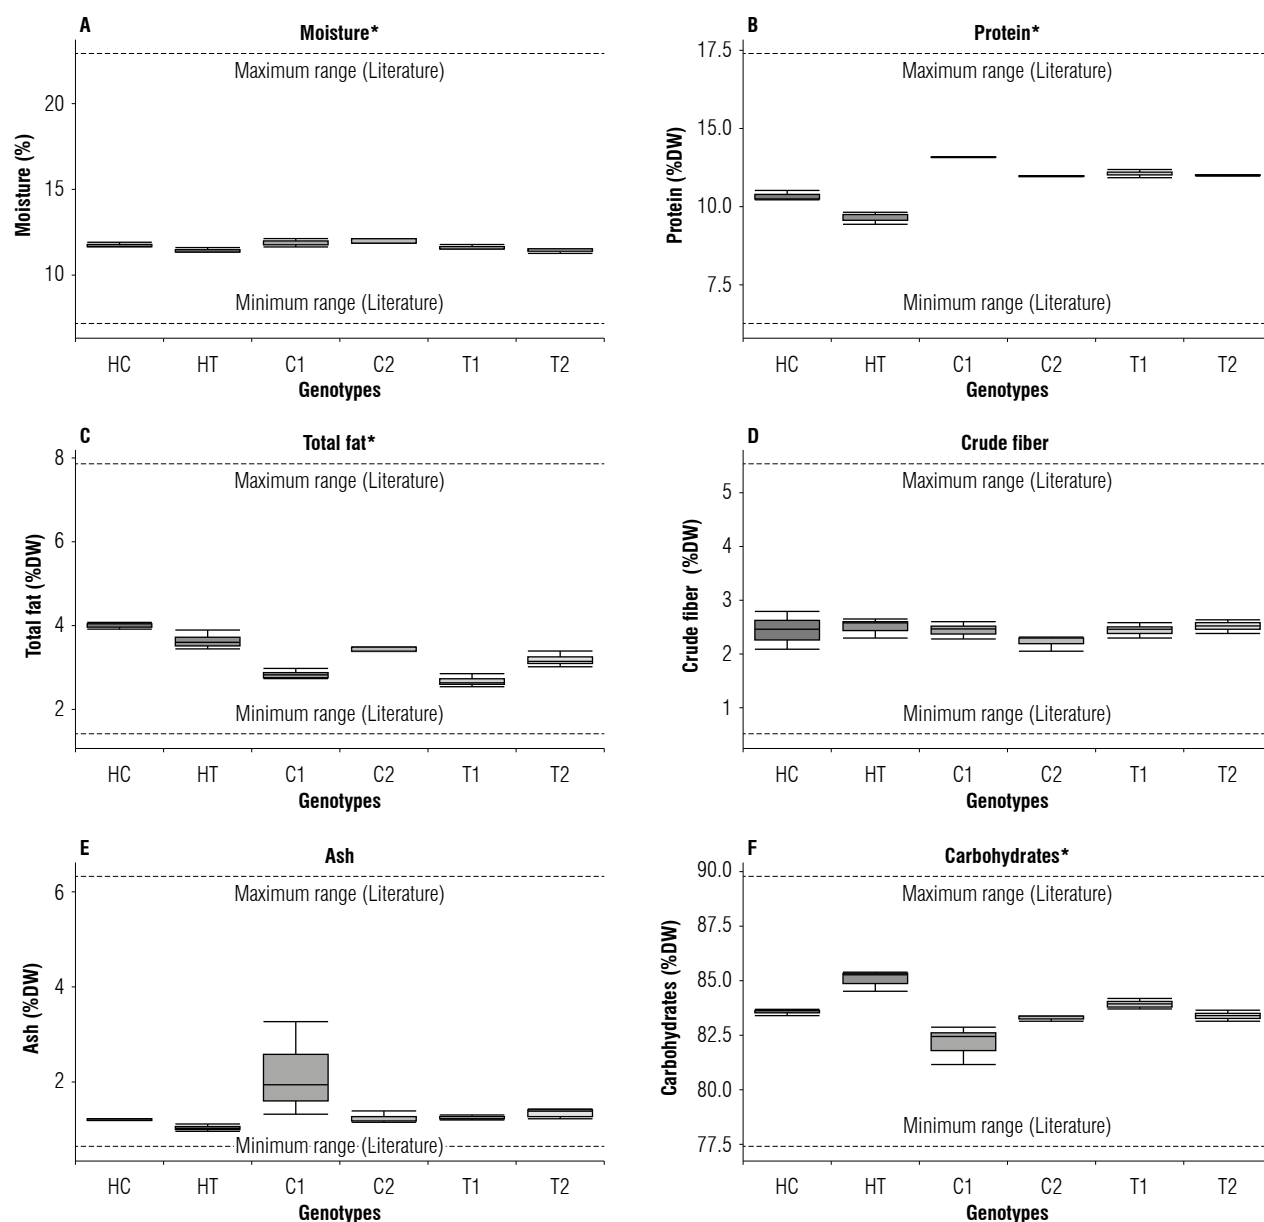 A
Moisture*
Maximum range (Literature)
20
15
10
Moisture (%)
Minimum range (Literature)
HC HT C1 C2 T1 T2
Genotypes
B
Protein*
17.5
Maximum range (Literature)
15.0
10.0
7.5
Protein (%DW)
Minimum range (Literature)
HC HT C1 C2 T1 T2
Genotypes
C
Total fat*
8
Maximum range (Literature)
6
4
2
Total fat (%DW)
Minimum range (Literature)
HC HT C1 C2 T1 T2
Genotypes
D
Crude fiber
Maximum range (Literature)
5
4
3
2
1
Crude fiber (%DW)
Minimum range (Literature)
HC HT C1 C2 T1 T2
Genotypes
E
Ash
6
Maximum range (Literature)
4
2
Ash (%DW)
Minimum range (Literature)
HC HT C1 C2 T1 T2
Genotypes
F
Carbohydrates*
90.0
Maximum range (Literature)
87.5
85.0
82.5
80.0
77.5
Carbohydrates (%DW)
Minimum range (Literature)
HC HT C1 C2 T1 T2
Genotypes